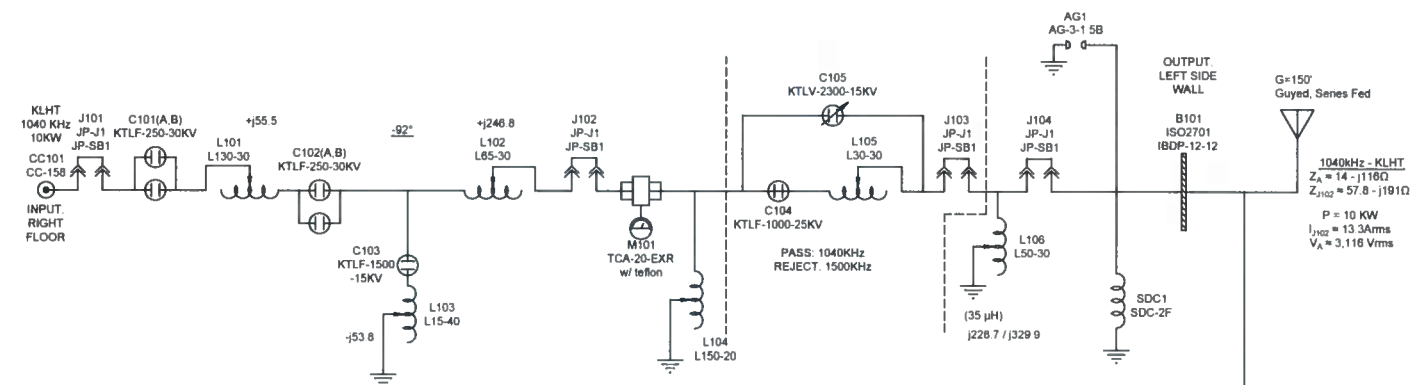 KLHT
1040 KHz
10KW
CC101
CC-158
INPUT.
RIGHT
FLOOR
J101
JP-J1
JP-SB1
C101(A,B)
KTLF-250-30KV
+j55.5
L101
L130-30
C102(A,B)
KTLF-250-30KV
-92°
C103
KTLF-1500
-15KV
L103
L15-40
-j53.8
+j246.8
L102
L65-30
J102
JP-J1
JP-SB1
M101
TCA-20-EXR
w/ teflon
L104
L150-20
C105
KTLV-2300-15KV
C104
KTLF-1000-25KV
L105
L30-30
PASS: 1040KHz
REJECT. 1500KHz
J103
JP-J1
JP-SB1
J104
JP-J1
JP-SB1
L106
L50-30
(35 µH)
j228.7 / j329.9
AG1
AG-3-1 5B
SDC1
SDC-2F
OUTPUT.
LEFT SIDE
WALL
B101
ISO2701
IBDP-12-12
G=150'
Guyed, Series Fed
1040kHz - KLHT
ZA ≈ 14 - j116Ω
ZJ102 ≈ 57.8 - j191Ω
P = 10 KW
IJ102 ≈ 13.3Arms
VA ≈ 3,116 Vrms